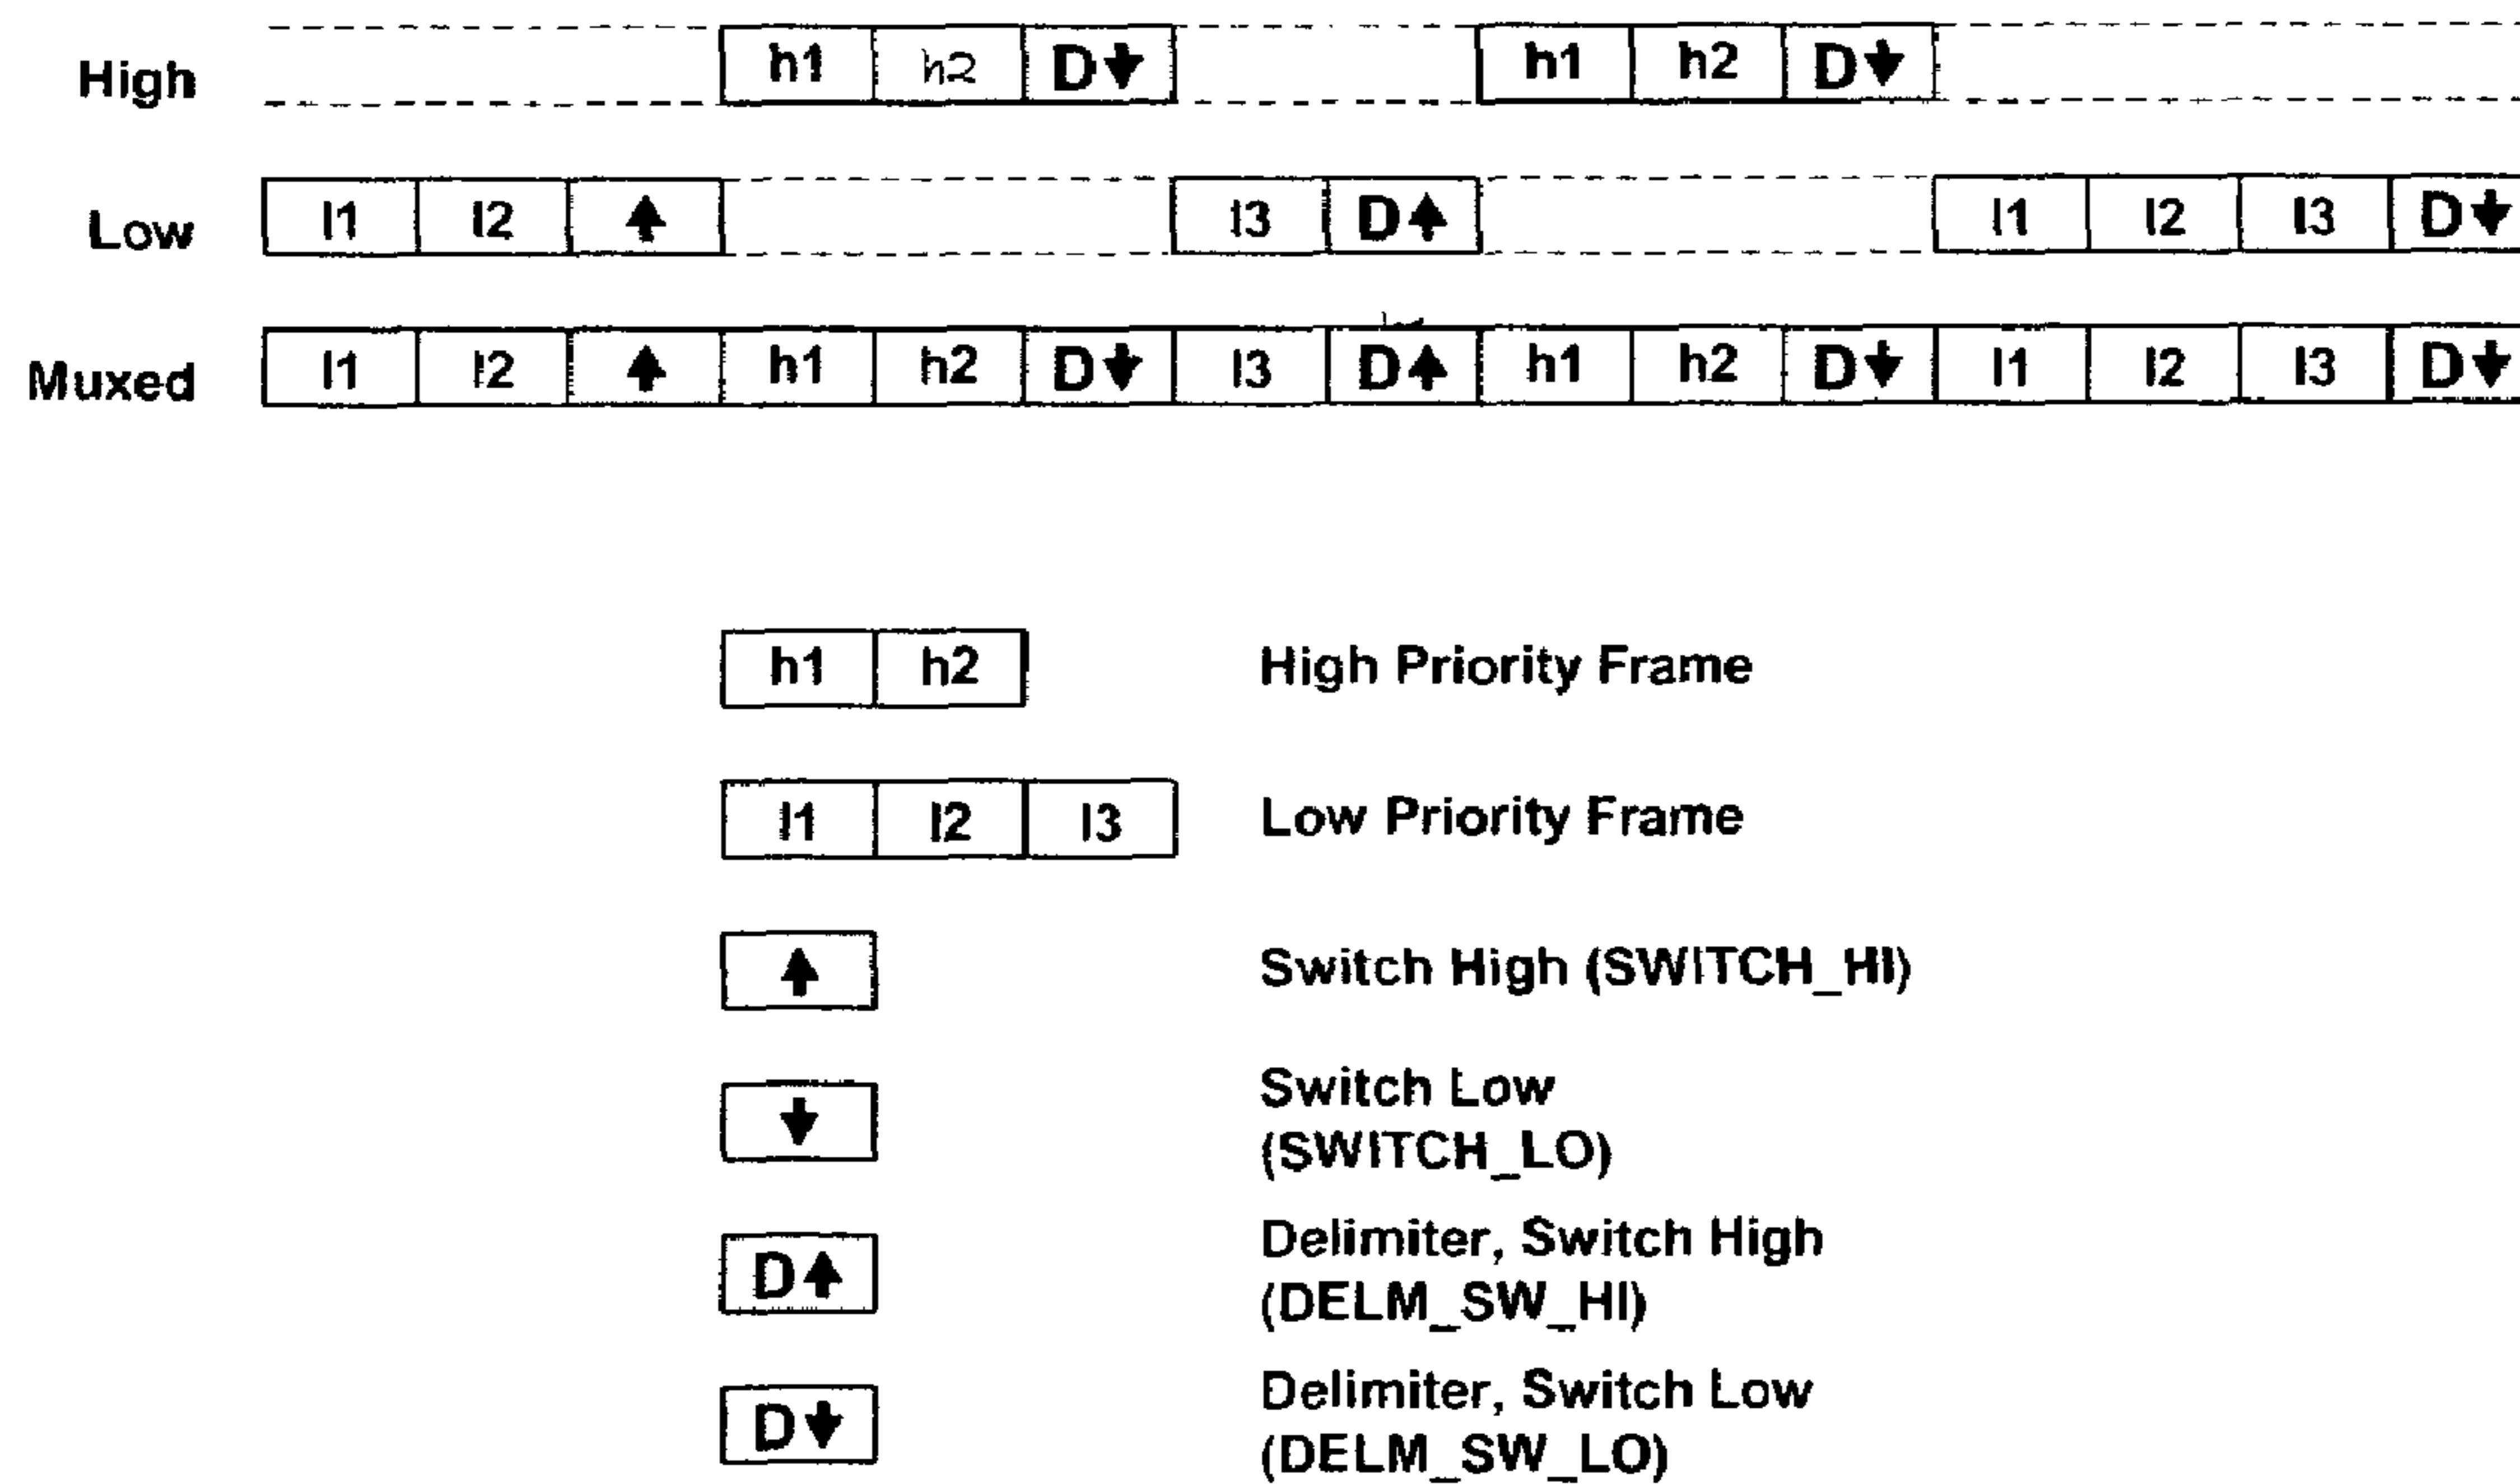 High h1 h2 D↓ h1 h2 D↓
Low l1 l2 ↑ l3 D↑ l1 l2 l3 D↓
Muxed l1 l2 ↑ h1 h2 D↓ l3 D↑ h1 h2 D↓ l1 l2 l3 D↓
h1 h2 High Priority Frame
l1 l2 l3 Low Priority Frame
↑ Switch High (SWITCH_HI)
↓ Switch Low
(SWITCH_LO)
D↑ Delimiter, Switch High
(DELM_SW_HI)
D↓ Delimiter, Switch Low
(DELM_SW_LO)